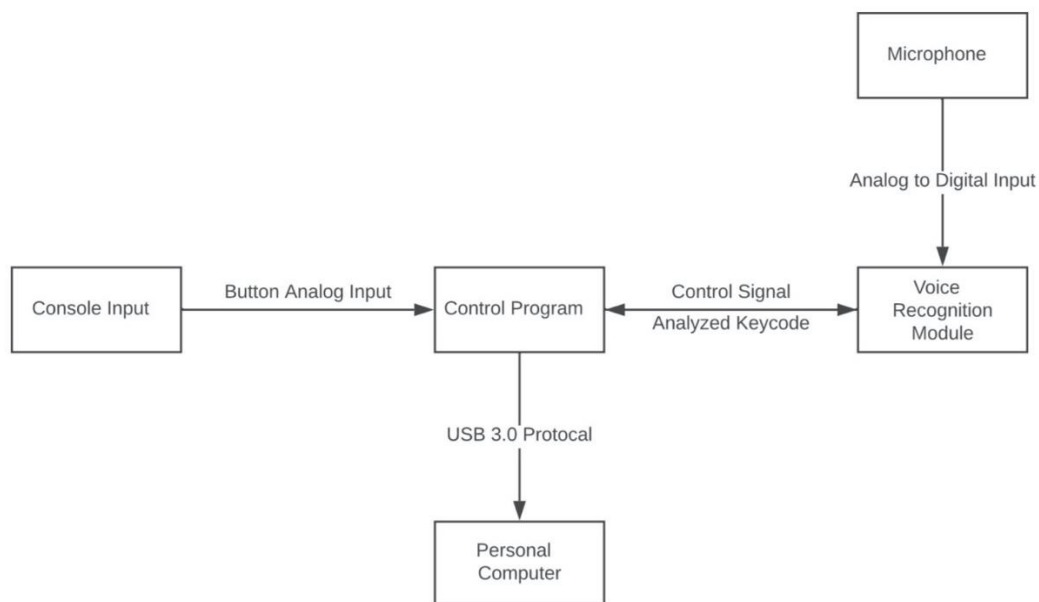 Microphone
Analog to Digital Input
Console Input
Button Analog Input
Control Program
Control Signal
Analyzed Keycode
Voice
Recognition
Module
USB 3.0 Protocal
Personal
Computer